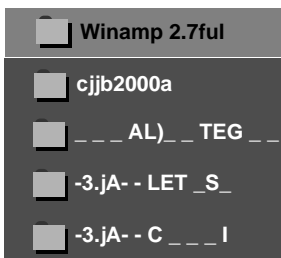 Winamp 2.7ful
cjjb2000a
_ _ _ AL)_ _ TEG _ _
-3.jA- - LET _S_
-3.jA- - C _ _ _ I